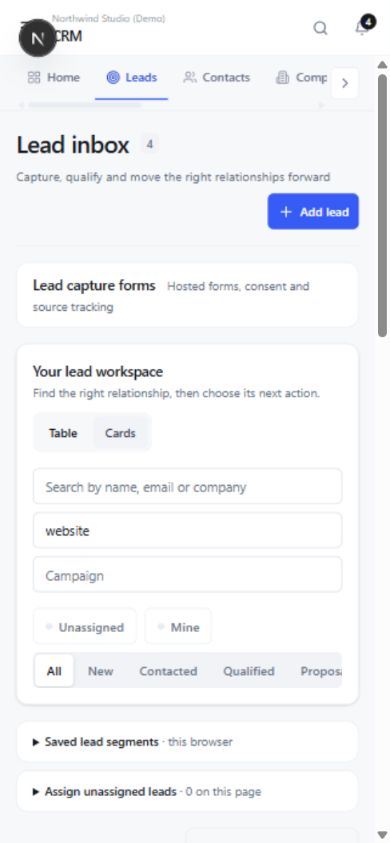 Northwind Studio (Demo)
N
CRM
4
Home
Leads
Contacts
Comp
Lead inbox 4
Capture, qualify and move the right relationships forward
+ Add lead
Lead capture forms Hosted forms, consent and
source tracking
Your lead workspace
Find the right relationship, then choose its next action.
Table
Cards
Search by name, email or company
website
Campaign
Unassigned
Mine
All
New
Contacted
Qualified
Propos
Saved lead segments · this browser
Assign unassigned leads · 0 on this page